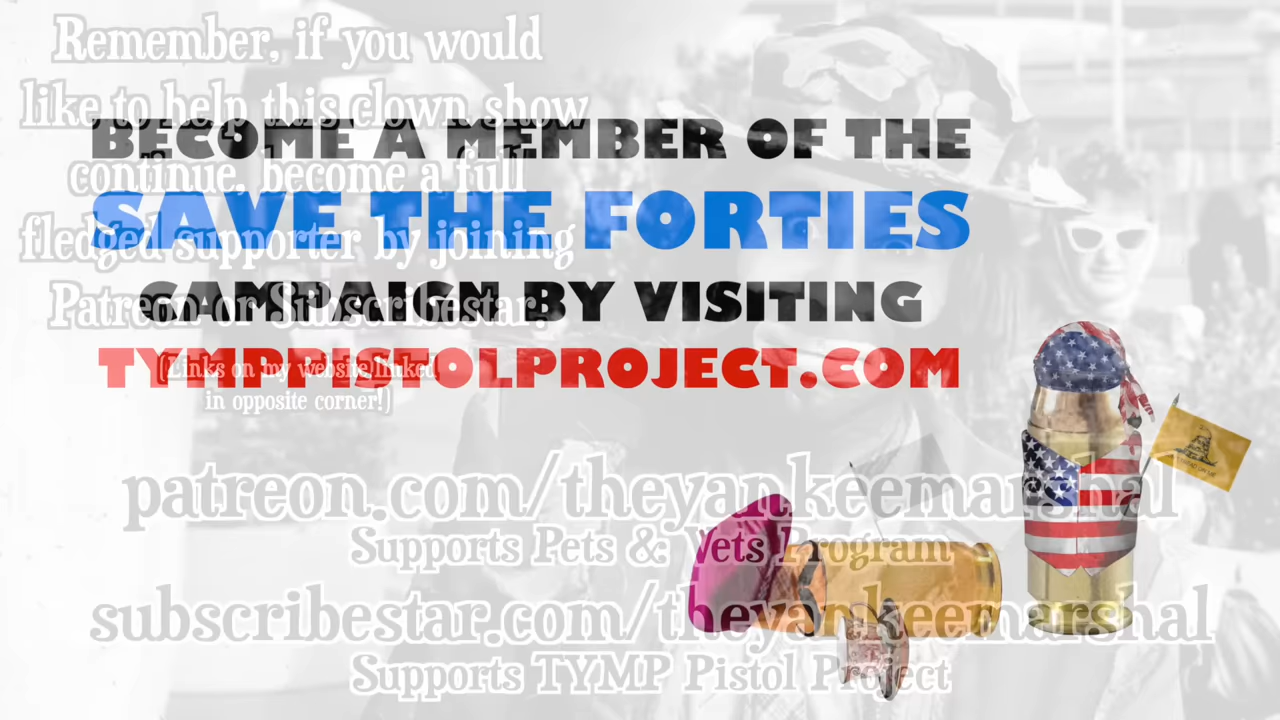 Remember, if you would
like to help this clown show
continue, become a full
fledged supporter by joining
Patreon or Subscribestar.
(Links on my website, linked
in opposite corner!)
BECOME A MEMBER OF THE
SAVE THE FORTIES
CAMPAIGN BY VISITING
TYMPPISTOLPROJECT.COM
patreon.com/theyankeemarshal
Supports Pets & Vets Program
subscribestar.com/theyankeemarshal
Supports TYMP Pistol Project